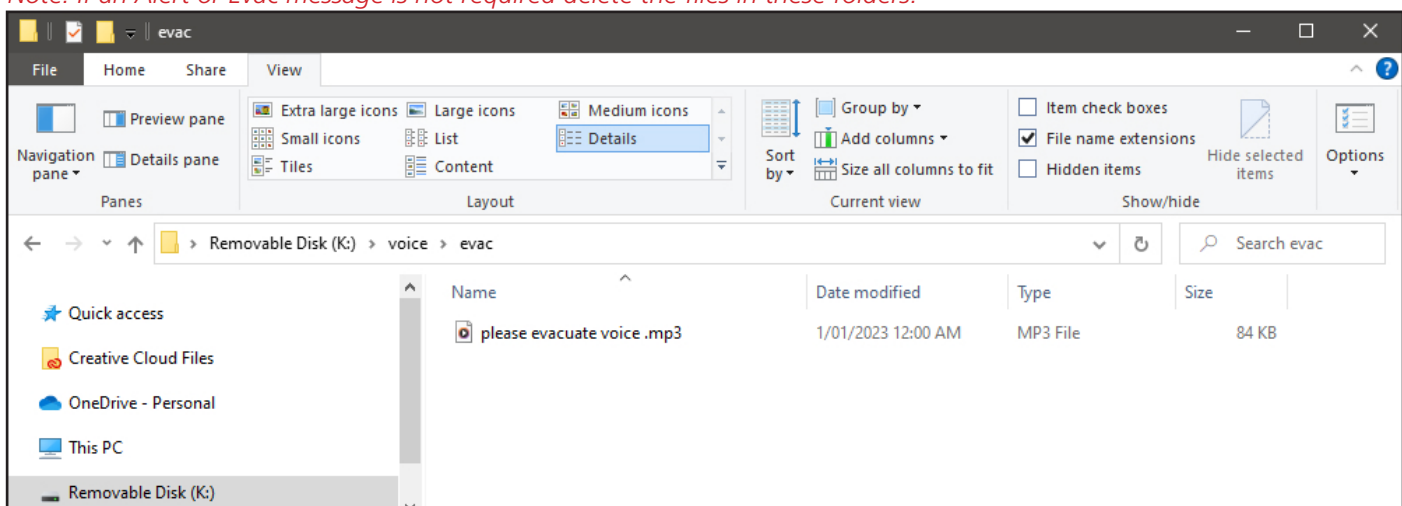 Note: If an Alert or Evac message is not required delete the files in these folders.
evac
File Home Share View
Navigation pane
Preview pane
Details pane
Panes
Extra large icons Large icons Medium icons
Small icons List Details
Tiles Content
Layout
Sort by
Group by
Add columns
Size all columns to fit
Current view
Item check boxes
File name extensions
Hidden items
Hide selected items
Show/hide
Options
Removable Disk (K:) › voice › evac
Search evac
Quick access
Creative Cloud Files
OneDrive - Personal
This PC
Removable Disk (K:)
Name Date modified Type Size
please evacuate voice .mp3 1/01/2023 12:00 AM MP3 File 84 KB